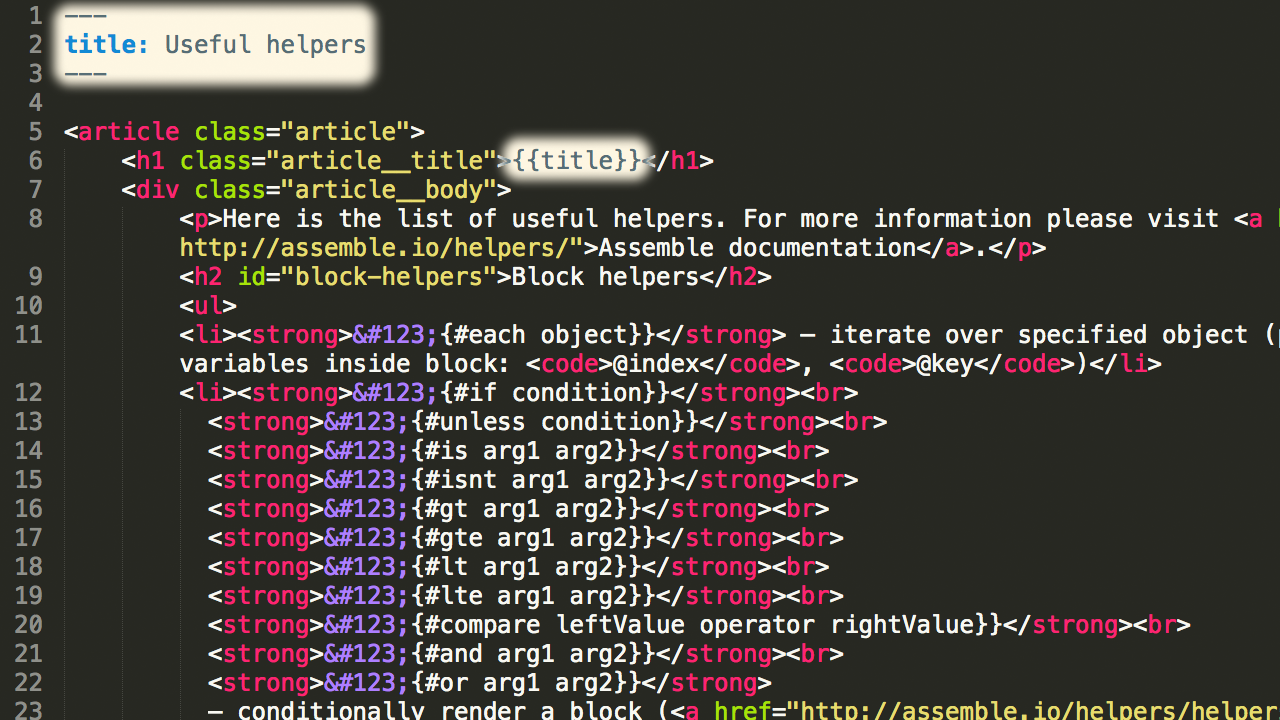 1 ---
2 title: Useful helpers
3 ---
4
5 <article class="article">
6 <h1 class="article__title">{{title}}</h1>
7 <div class="article__body">
8 <p>Here is the list of useful helpers. For more information please visit <a
http://assemble.io/helpers/">Assemble documentation</a>.</p>
9 <h2 id="block-helpers">Block helpers</h2>
10 <ul>
11 <li><strong>&#123;{#each object}}</strong> – iterate over specified object (
variables inside block: <code>@index</code>, <code>@key</code>)</li>
12 <li><strong>&#123;{#if condition}}</strong><br>
13 <strong>&#123;{#unless condition}}</strong><br>
14 <strong>&#123;{#is arg1 arg2}}</strong><br>
15 <strong>&#123;{#isnt arg1 arg2}}</strong><br>
16 <strong>&#123;{#gt arg1 arg2}}</strong><br>
17 <strong>&#123;{#gte arg1 arg2}}</strong><br>
18 <strong>&#123;{#lt arg1 arg2}}</strong><br>
19 <strong>&#123;{#lte arg1 arg2}}</strong><br>
20 <strong>&#123;{#compare leftValue operator rightValue}}</strong><br>
21 <strong>&#123;{#and arg1 arg2}}</strong><br>
22 <strong>&#123;{#or arg1 arg2}}</strong>
23 – conditionally render a block (<a href="http://assemble.io/helpers/helper